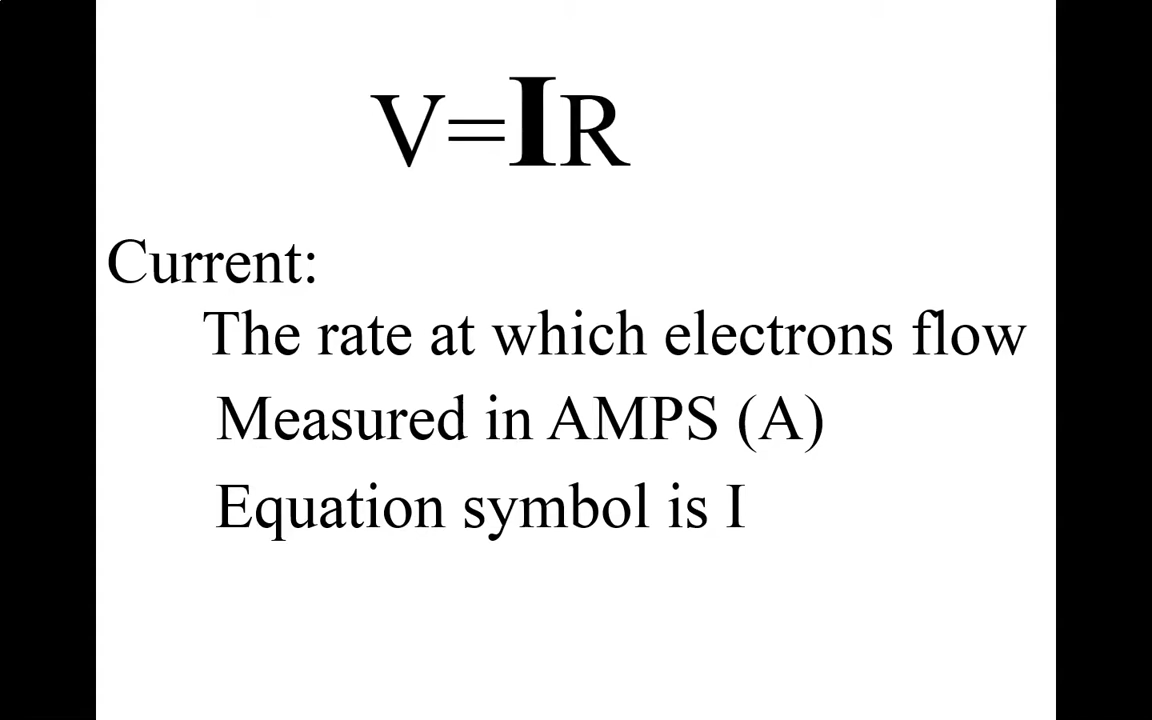 V=IR
Current:
The rate at which electrons flow
Measured in AMPS (A)
Equation symbol is I